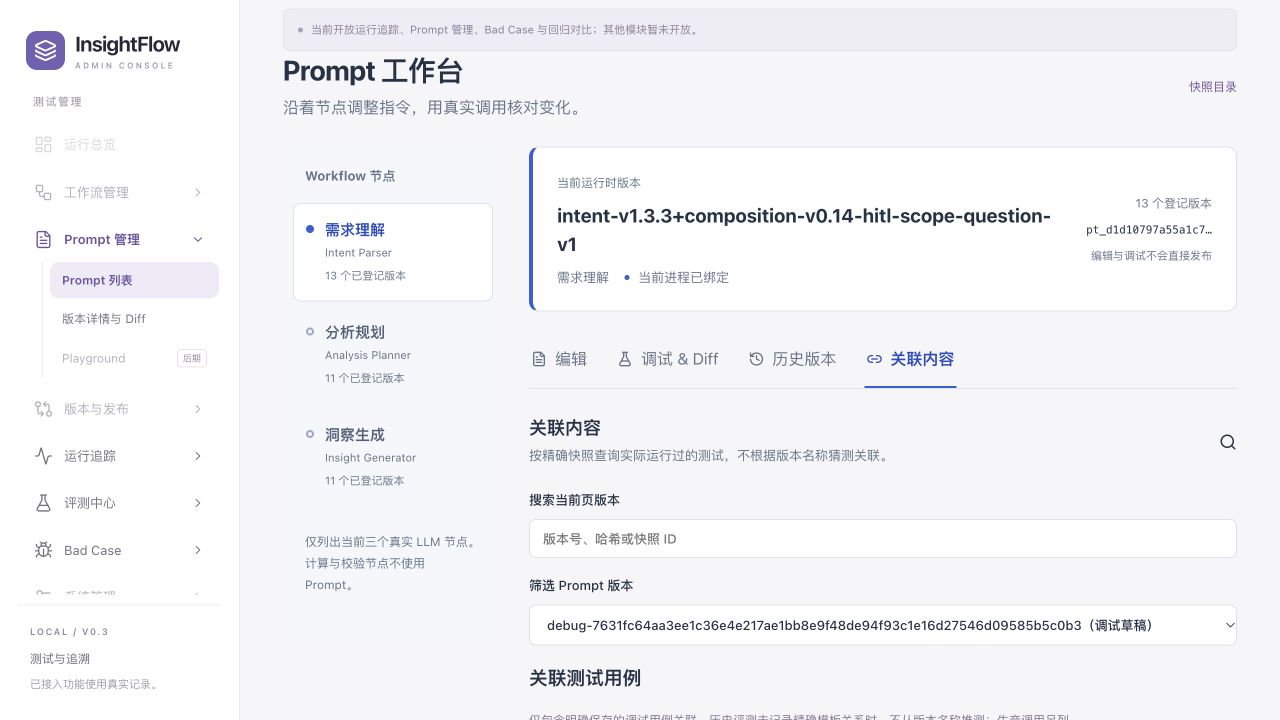 InsightFlow
ADMIN CONSOLE
测试管理
运行总览
工作流管理
Prompt 管理
Prompt 列表
版本详情与 Diff
Playground
后期
版本与发布
运行追踪
评测中心
Bad Case
系统管理
LOCAL / V0.3
测试与追溯
已接入功能使用真实记录。
当前开放运行追踪、Prompt 管理、Bad Case 与回归对比；其他模块暂未开放。
Prompt 工作台
沿着节点调整指令，用真实调用核对变化。
快照目录
Workflow 节点
需求理解
Intent Parser
13 个已登记版本
分析规划
Analysis Planner
11 个已登记版本
洞察生成
Insight Generator
11 个已登记版本
仅列出当前三个真实 LLM 节点。
计算与校验节点不使用
Prompt。
当前运行时版本
intent-v1.3.3+composition-v0.14-hitl-scope-question-
v1
需求理解
当前进程已绑定
13 个登记版本
pt_d1d10797a55a1c7…
编辑与调试不会直接发布
编辑
调试 & Diff
历史版本
关联内容
关联内容
按精确快照查询实际运行过的测试，不根据版本名称猜测关联。
搜索当前页版本
版本号、哈希或快照 ID
筛选 Prompt 版本
debug-7631fc64aa3ee1c36e4e217ae1bb8e9f48de94f93c1e16d27546d09585b5c0b3（调试草稿）
关联测试用例